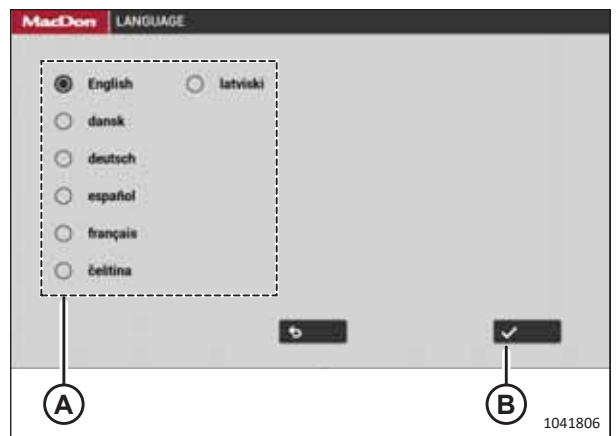 MacDon LANGUAGE
English latviski
dansk
deutsch
español
français
čeština
A B
1041806